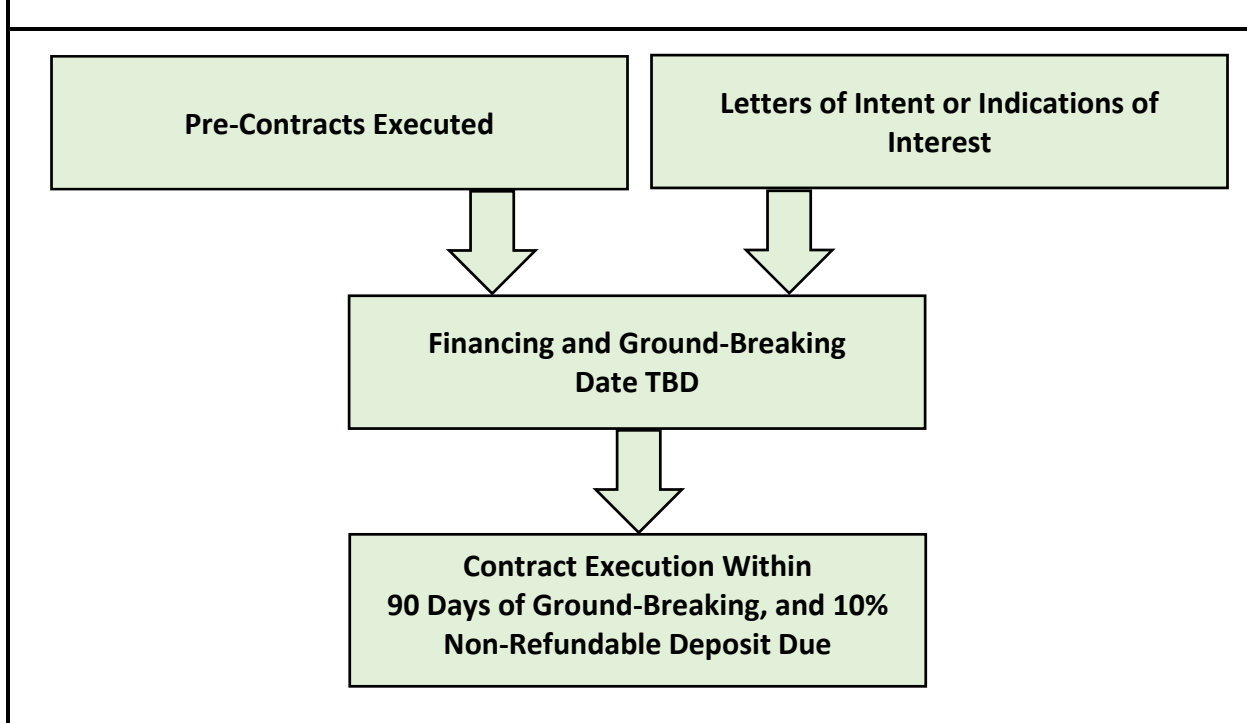 Pre-Contracts Executed
Letters of Intent or Indications of
Interest
Financing and Ground-Breaking
Date TBD
Contract Execution Within
90 Days of Ground-Breaking, and 10%
Non-Refundable Deposit Due